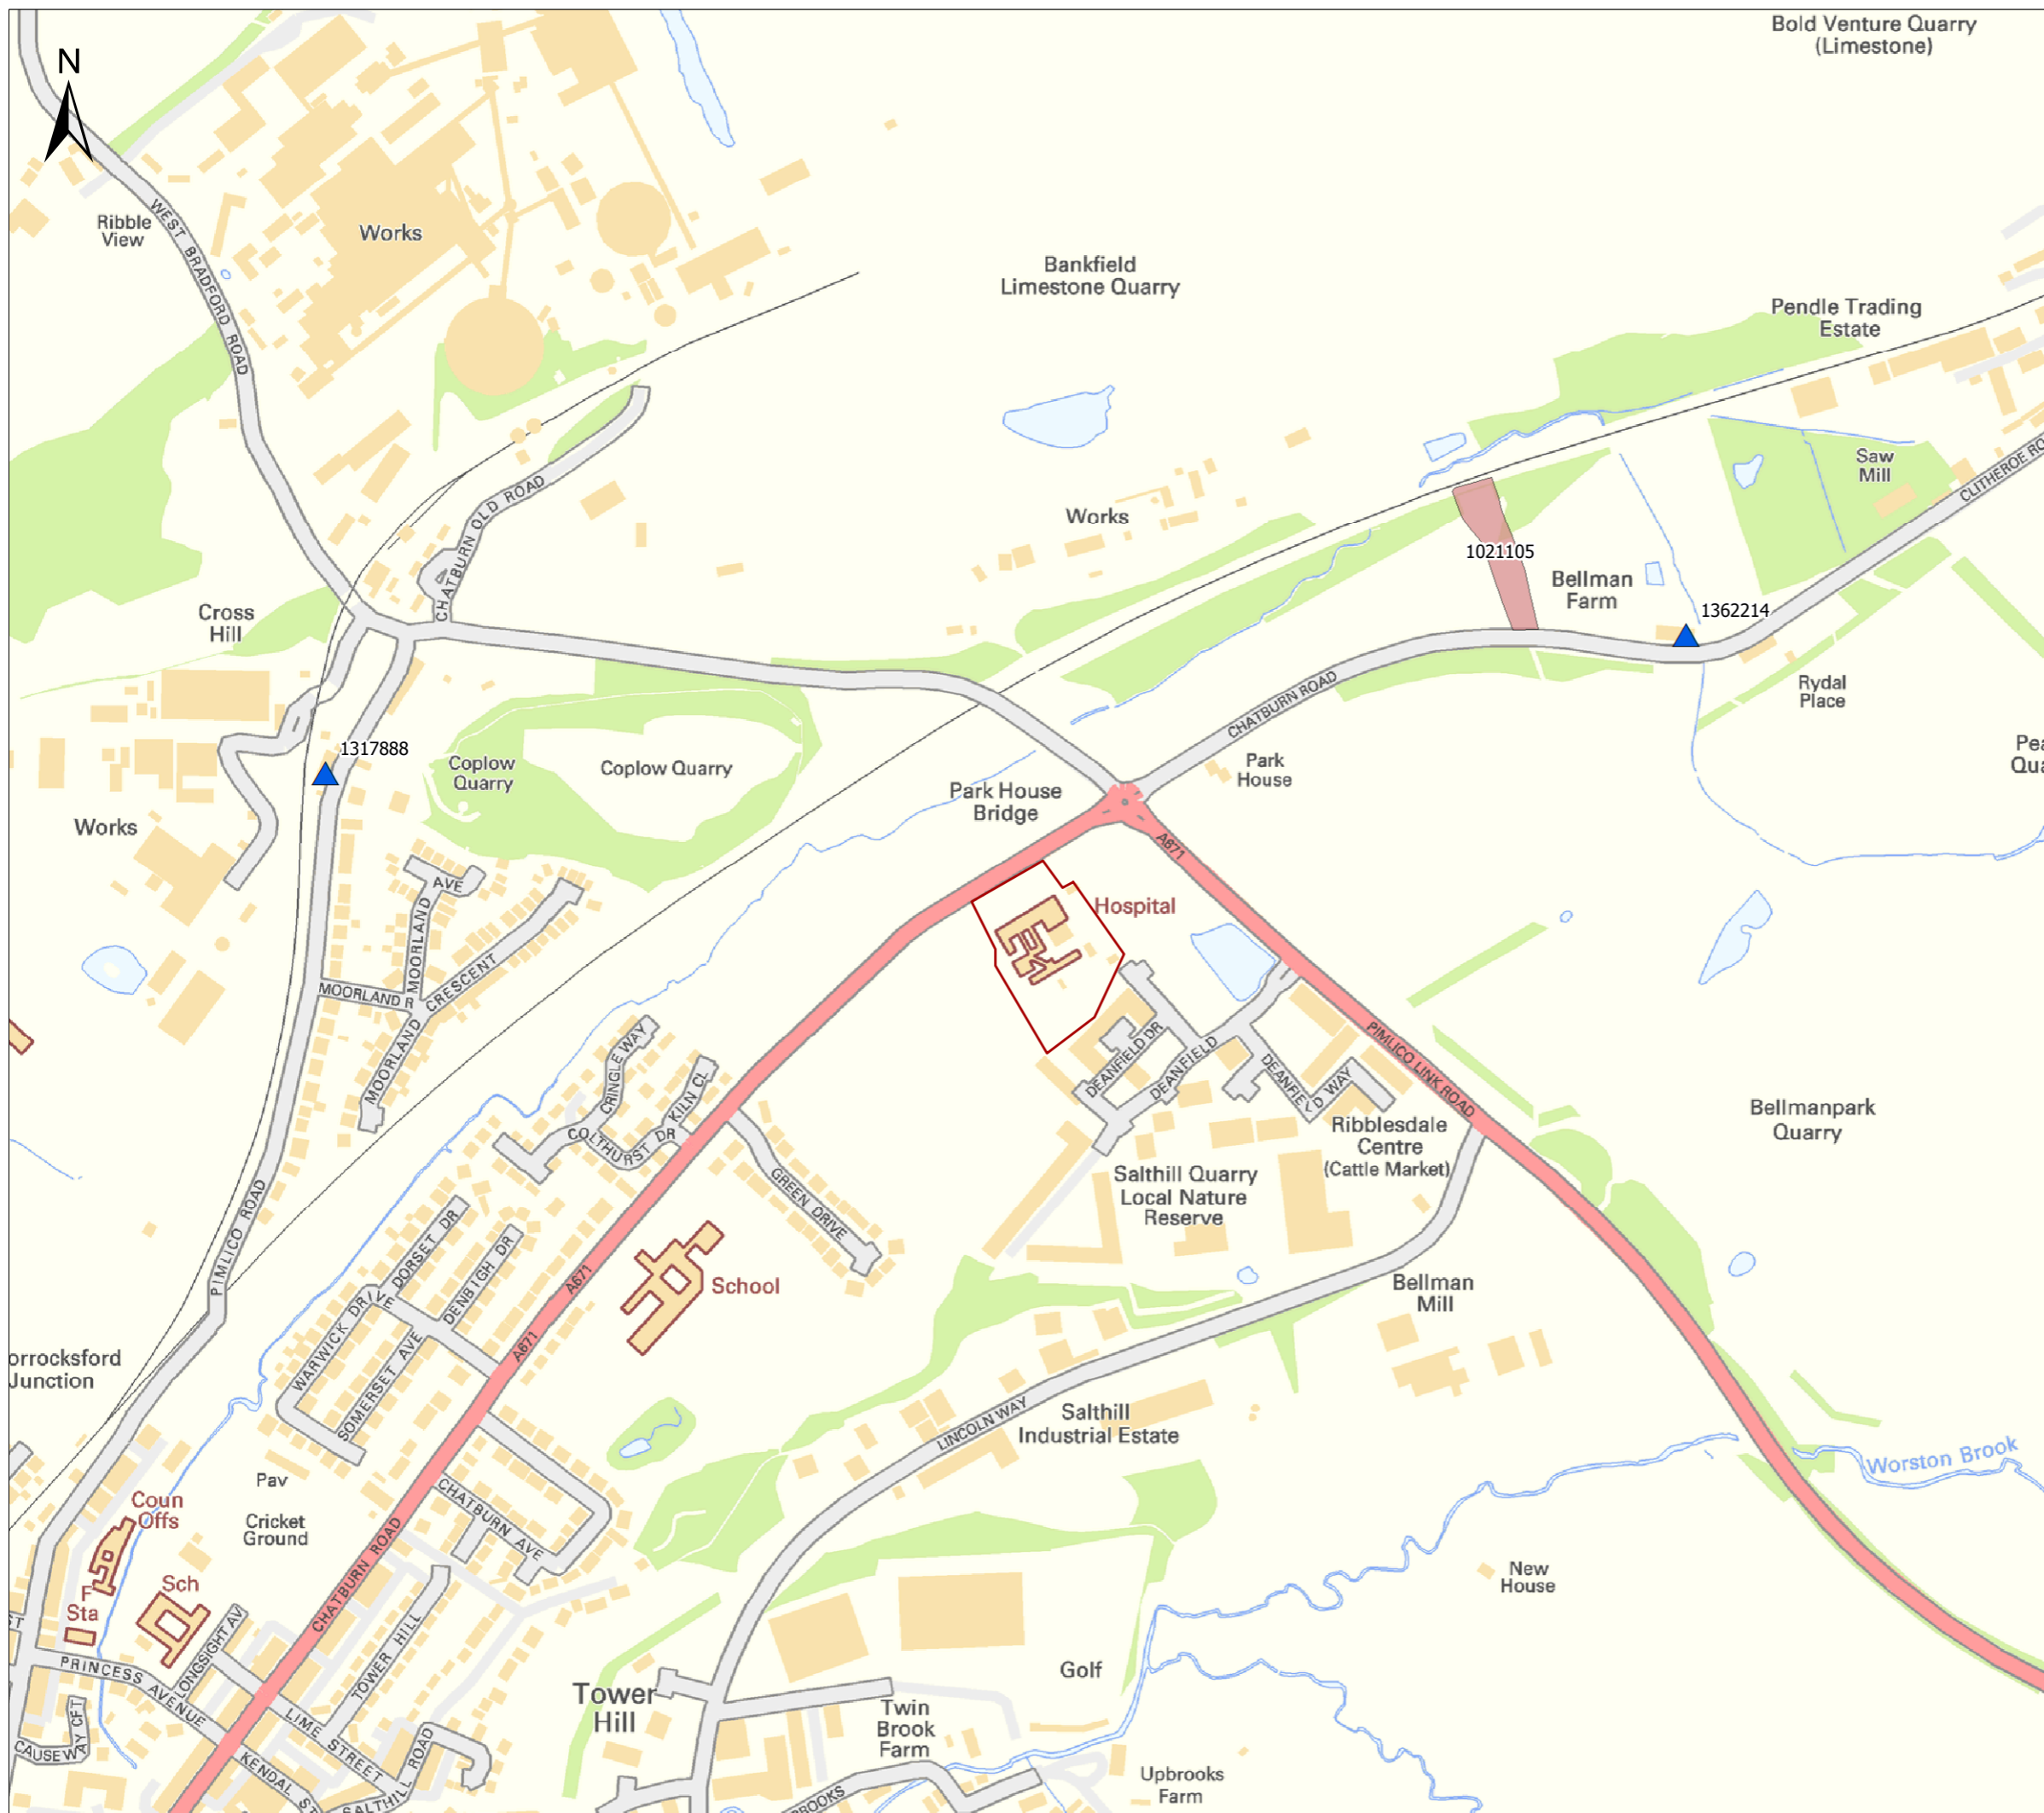 Bold Venture Quarry
(Limestone)
N
Ribble
View
WEST BRADFORD ROAD
Works
Bankfield
Limestone Quarry
Pendle Trading
Estate
Saw
Mill
CLITHEROE RO
CHATBURN OLD ROAD
Works
1021105
Bellman
Farm
1362214
Cross
Hill
Rydal
Place
CHATBURN ROAD
1317888
Coplow
Quarry
Coplow Quarry
Park
House
Pea
Qua
Park House
Bridge
Works
A671
AVE
MOORLAND
Hospital
MOORLAND R
MOORLAND CRESCENT
CRINGLE WAY
KILN CL
COLTHURST DR
DEANFIELD DR
DEANFIELD
DEANFIELD WAY
PIMLICO LINK ROAD
Ribblesdale
Centre
(Cattle Market)
Bellmanpark
Quarry
Salthill Quarry
Local Nature
Reserve
GREEN DRIVE
PIMLICO ROAD
DORSET DR
DENBIGH DR
WARWICK DRIVE
SOMERSET AVE
A671
A671
School
Bellman
Mill
orrocksford
Junction
LINCOLN WAY
Salthill
Industrial Estate
Worston Brook
Pav
Cricket
Ground
Coun
Offs
CHATBURN AVE
CHATBURN ROAD
New
House
F
Sta
Sch
ST
LONGSIGHT AV
TOWER HILL
PRINCESS AVENUE
LIME STREET
Tower
Hill
Golf
Twin
Brook
Farm
CAUSEWAY CFT
KENDAL ST
SALTHILL ROAD
BROOKS
Upbrooks
Farm